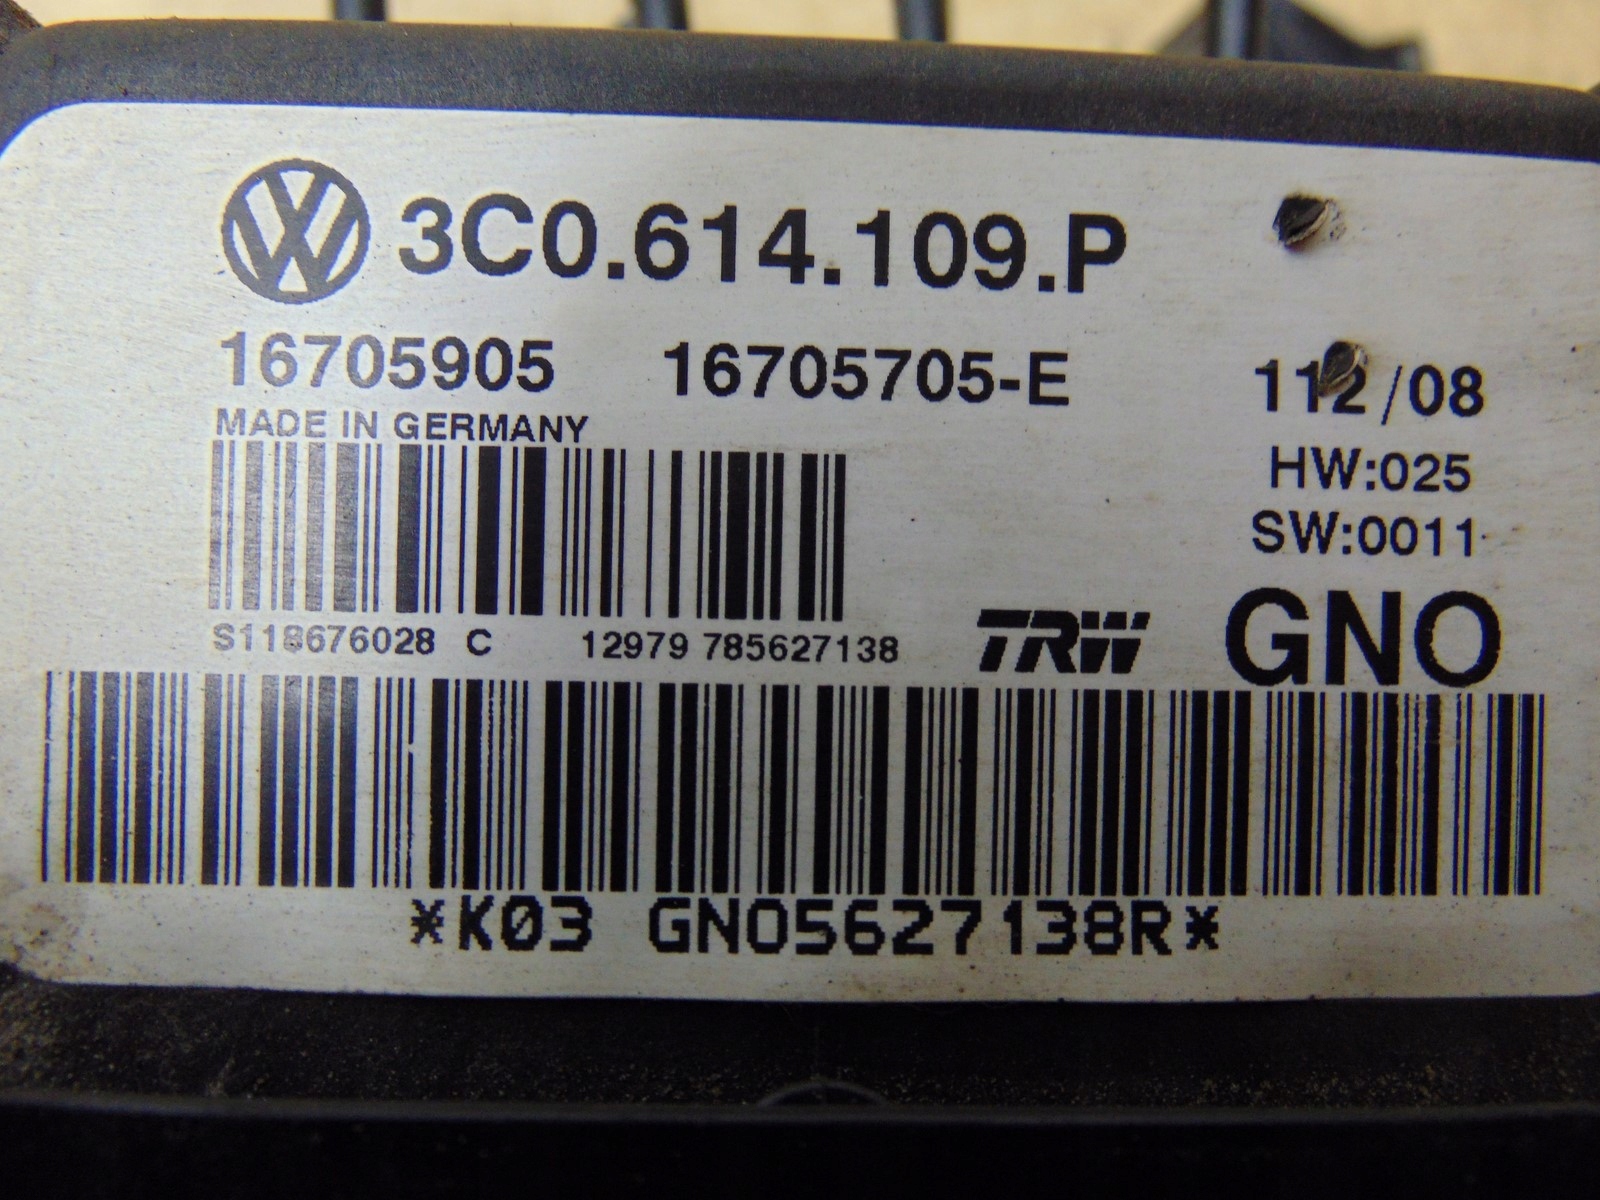 3C0.614.109.P
16705905 16705705-E 112/08
MADE IN GERMANY
HW:025
SW:0011
S118676028 C 12979 785627138
TRW GNO
*K03 GNO5627138R*